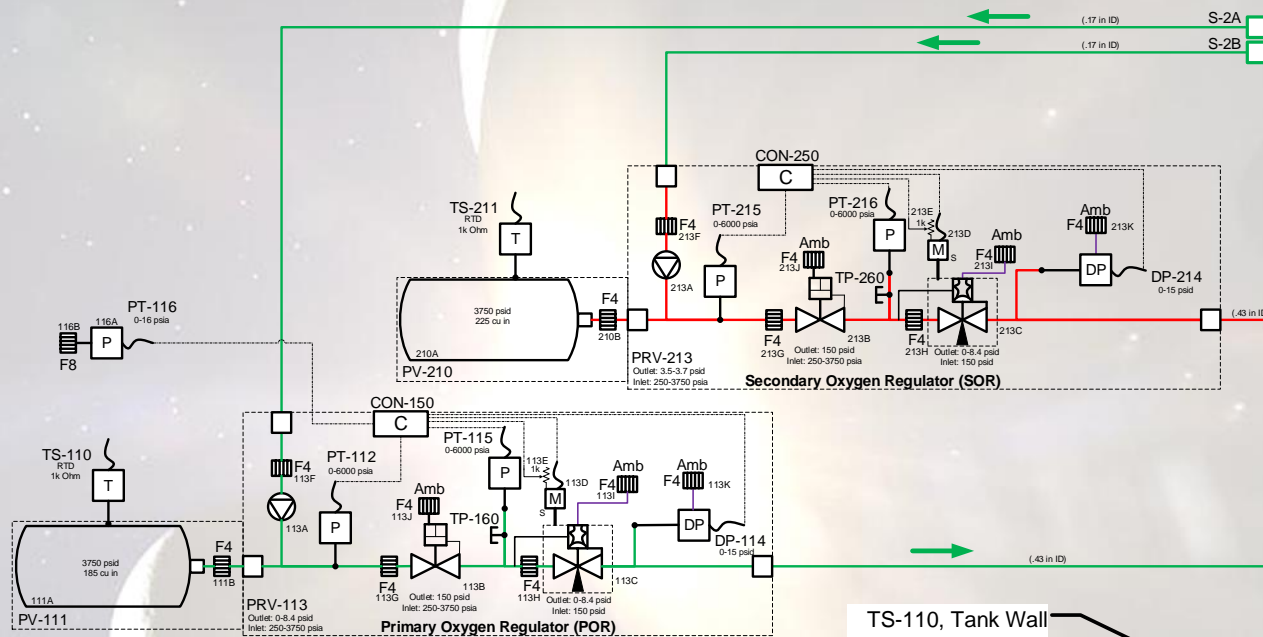 (.17 in ID)
S-2A
(.17 in ID)
S-2B
CON-250
C
TS-211
RTD
1k Ohm
T
F4
213F
213A
PT-215
0-6000 psia
P
PT-216
0-6000 psia
P
213E
1k
213D
M
S
Amb
F4
213I
Amb
F4
213K
DP
DP-214
0-15 psid
Amb
F4
213J
TP-260
3750 psid
225 cu in
210A
F4
210B
PV-210
F4
213G
213B
F4
213H
213C
(.43 in ID
PRV-213
Outlet: 3.5-3.7 psid
Inlet: 250-3750 psia
Outlet: 150 psid
Inlet: 250-3750 psia
Outlet: 0-8.4 psid
Inlet: 150 psid
Secondary Oxygen Regulator (SOR)
PT-116
0-16 psia
116B
116A
P
F8
CON-150
C
TS-110
RTD
1k Ohm
T
F4
113F
113A
PT-112
0-6000 psia
P
PT-115
0-6000 psia
P
113E
1k
113D
M
S
Amb
F4
113I
Amb
F4
113K
DP
DP-114
0-15 psid
Amb
F4
113J
TP-160
3750 psid
185 cu in
111A
F4
111B
PV-111
F4
113G
113B
F4
113H
113C
(.43 in ID)
PRV-113
Outlet: 0-8.4 psid
Inlet: 250-3750 psia
Outlet: 150 psid
Inlet: 250-3750 psia
Outlet: 0-8.4 psid
Inlet: 150 psid
Primary Oxygen Regulator (POR)
TS-110, Tank Wall